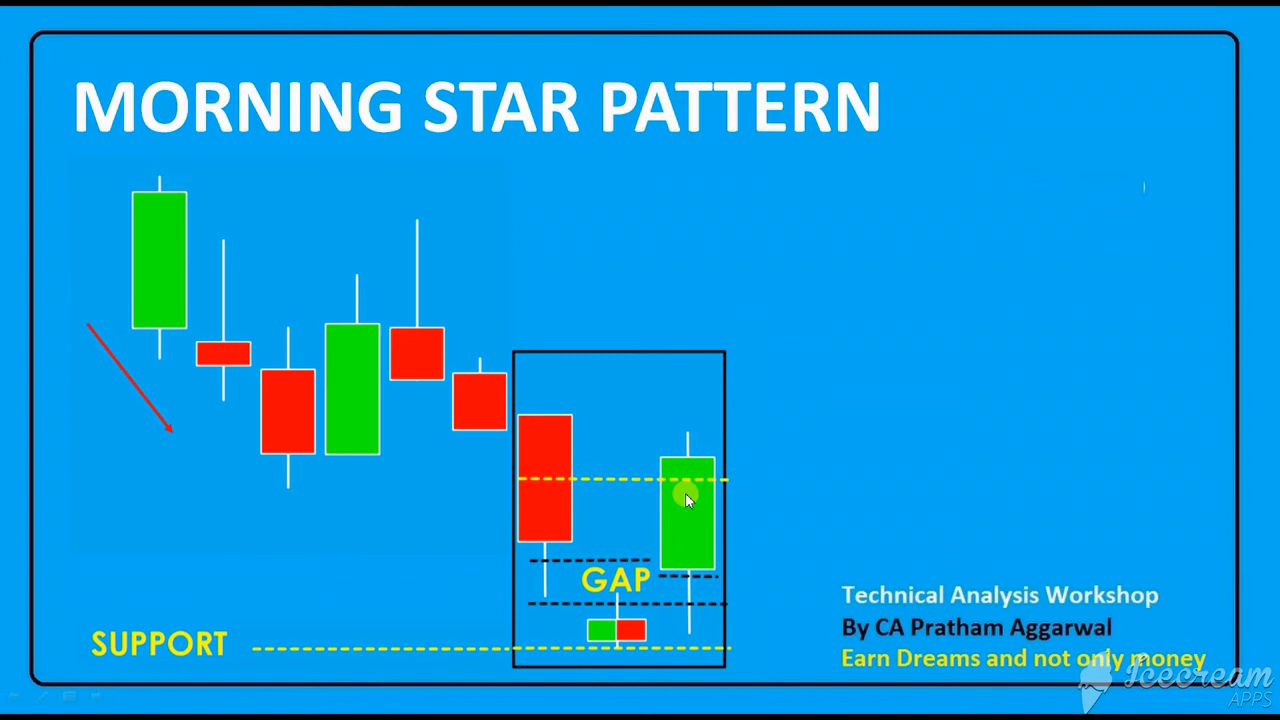 MORNING STAR PATTERN
GAP
SUPPORT
Technical Analysis Workshop
By CA Pratham Aggarwal
Earn Dreams and not only money
Icecream
APPS